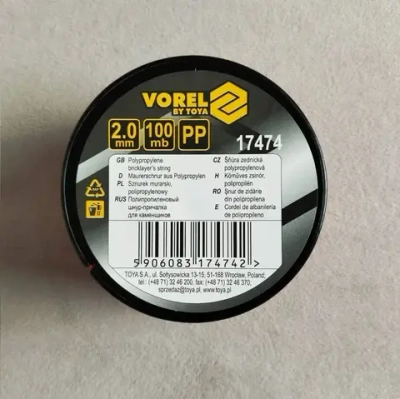 VOREL
BY TOYA
2.0 mm 100 mb PP 17474
GB Polypropylene bricklayer's string
D Maurerschnur aus Polypropylen
PL Sznurek murarski, polipropylenowy
RUS Полипропиленовый шнур-причалка для каменщиков
CZ Šňůra zednická polypropylenová
H Kőműves zsinór, polipropilén
RO Șnur de zidărie din polipropilena
E Cordel de albanilería de polipropileno
5 906083 174742 >
TOYA S.A., ul. Sołtysowicka 13-15, 51-168 Wrocław, Poland;
tel.: (+48 71) 32 46 200, fax: (+48 71) 32 46 370,
sprzedaz@toya.pl, www.toya.pl